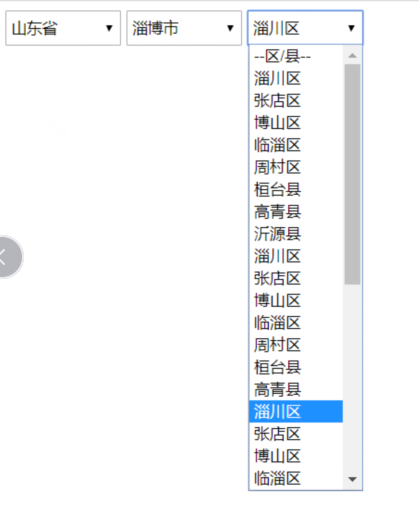 山东省 淄博市 淄川区
--区/县--
淄川区
张店区
博山区
临淄区
周村区
桓台县
高青县
沂源县
淄川区
张店区
博山区
临淄区
周村区
桓台县
高青县
淄川区
张店区
博山区
临淄区